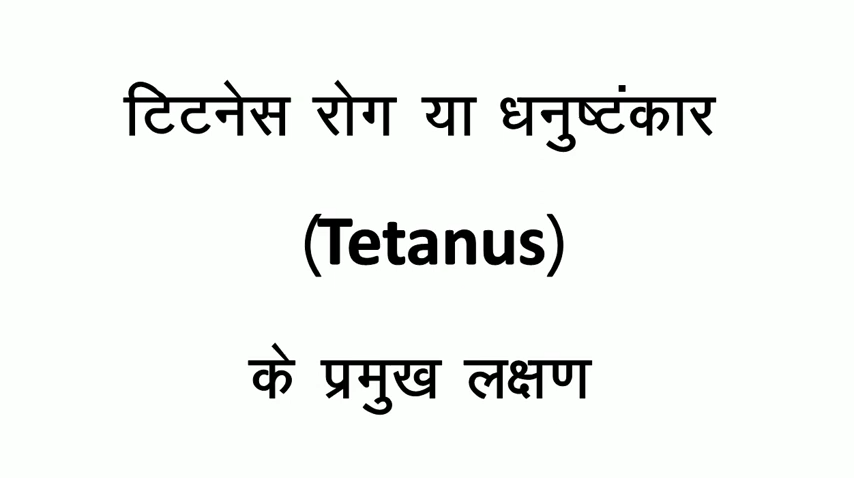 टिटनेस रोग या धनुष्टंकार
(Tetanus)
के प्रमुख लक्षण